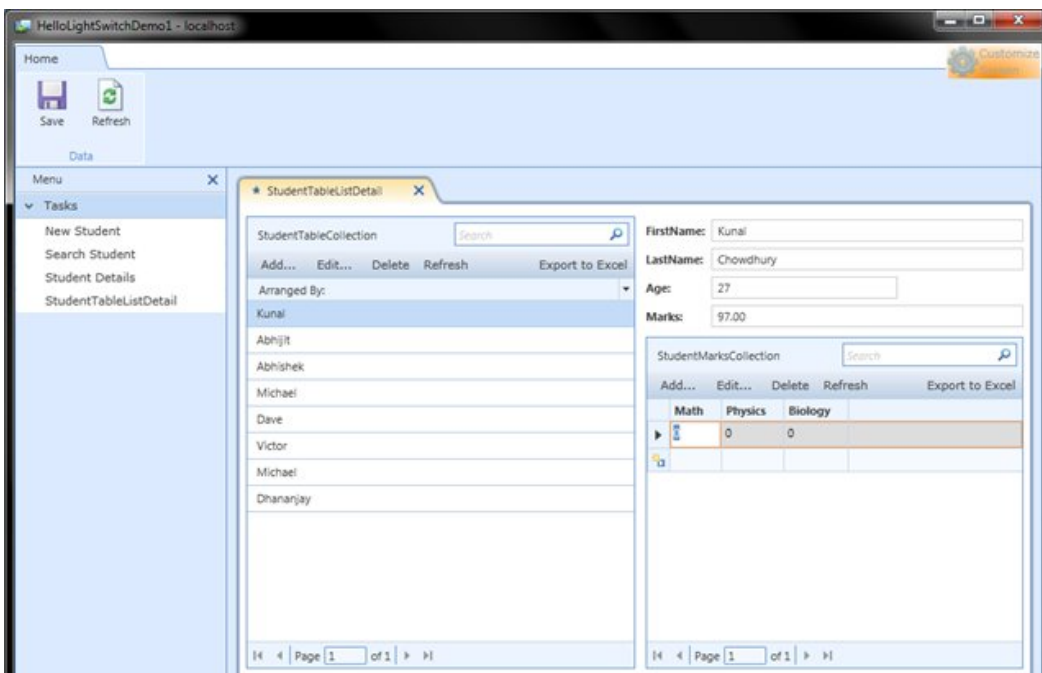 HelloLightSwitchDemo1 - localhost
Home
Customize
Save Refresh
Data
Menu
Tasks
New Student
Search Student
Student Details
StudentTableListDetail
* StudentTableListDetail
StudentTableCollection Search
Add... Edit... Delete Refresh Export to Excel
Arranged By:
Kunal
Abhijit
Abhishek
Michael
Dave
Victor
Michael
Dhananjay
Page 1 of 1
FirstName: Kunal
LastName: Chowdhury
Age: 27
Marks: 97.00
StudentMarksCollection Search
Add... Edit... Delete Refresh Export to Excel
Math Physics Biology
0 0 0
Page 1 of 1